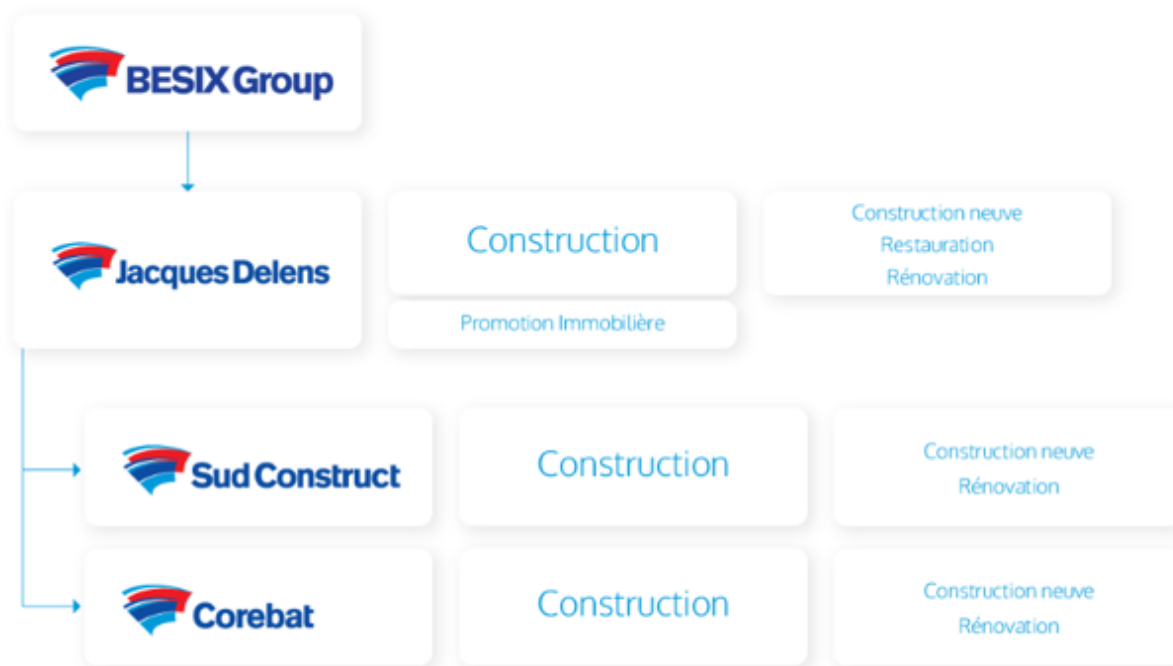 BESIX Group
Jacques Delens
Construction
Construction neuve
Restauration
Rénovation
Promotion Immobilière
Sud Construct
Construction
Construction neuve
Rénovation
Corebat
Construction
Construction neuve
Rénovation